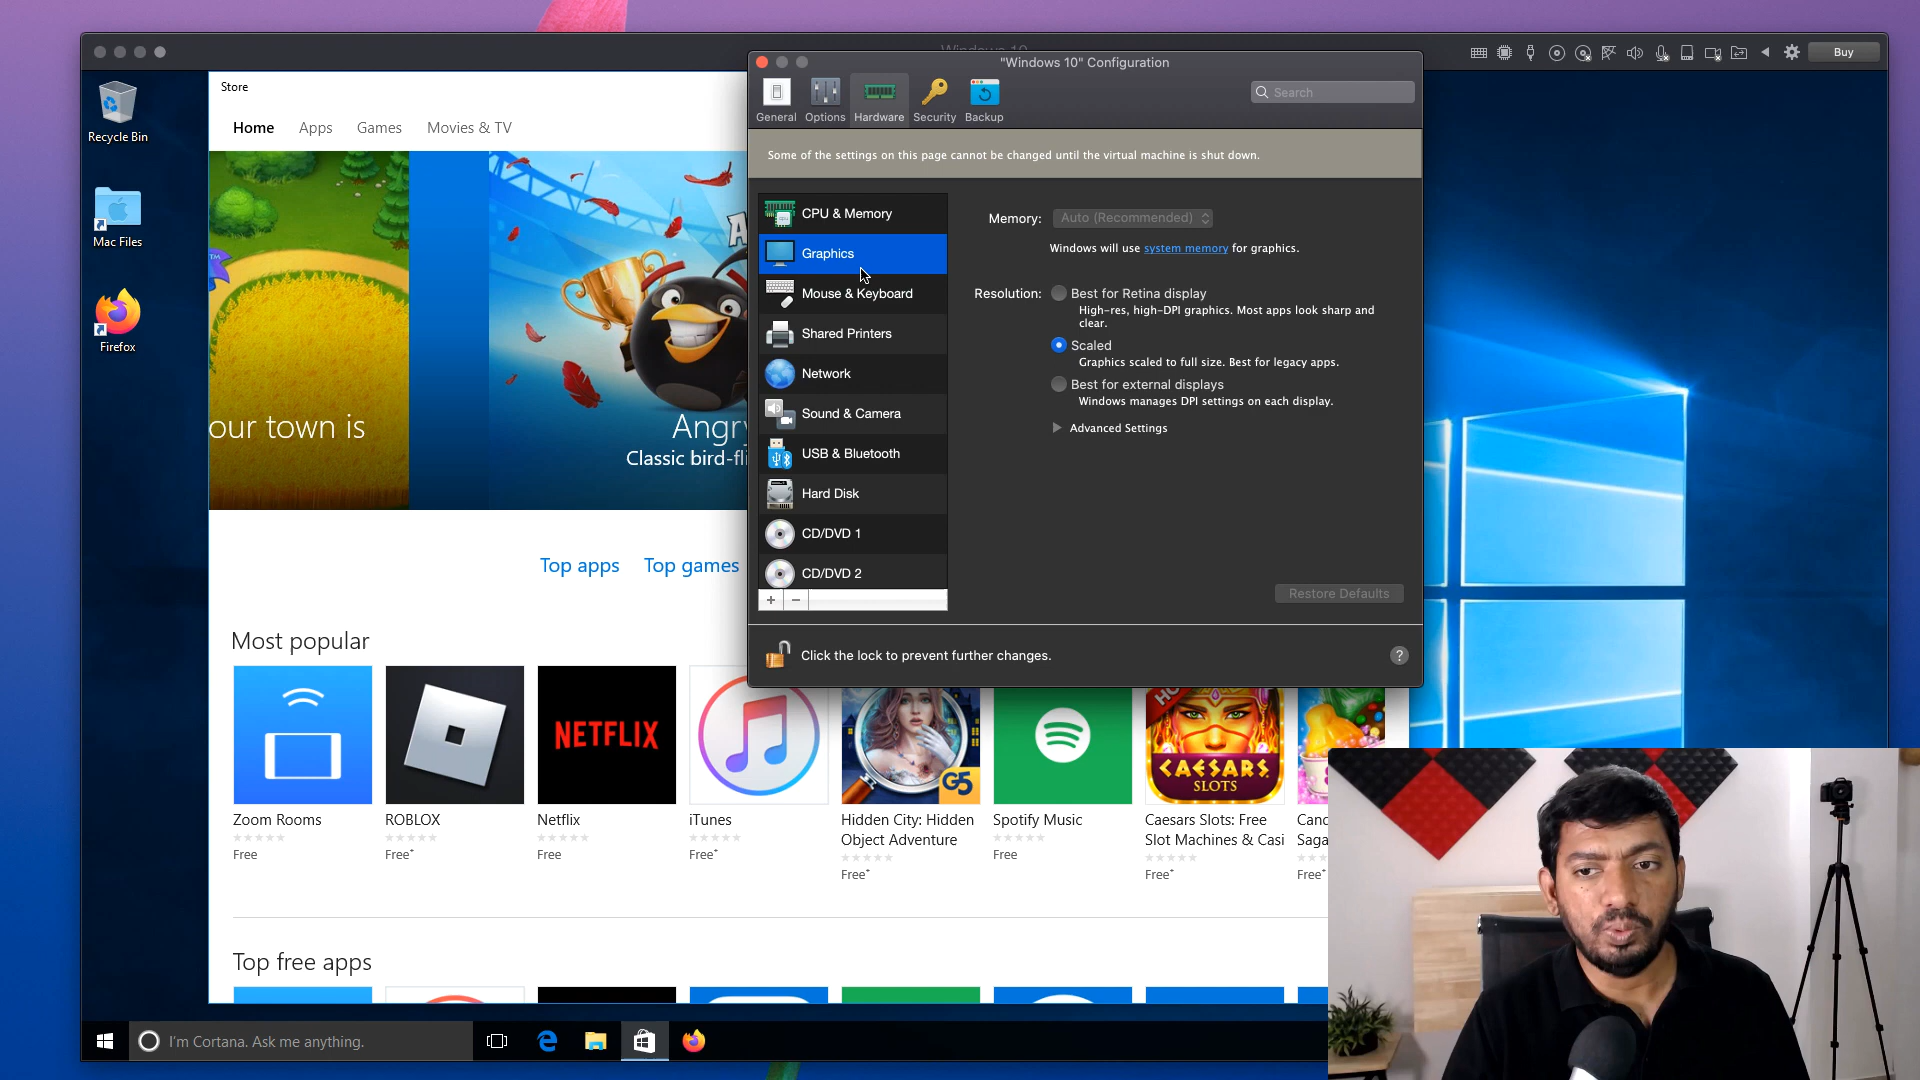 Windows 10
Buy
Recycle Bin
Mac Files
Firefox
Store
Home Apps Games Movies & TV
our town is
Angry
Classic bird-fli
Top apps Top games
Most popular
Zoom Rooms
Free
ROBLOX
Free*
NETFLIX
Netflix
Free
iTunes
Free*
G5
Hidden City: Hidden
Object Adventure
Free*
Spotify Music
Free
CAESARS
SLOTS
Caesars Slots: Free
Slot Machines & Casi
Free*
Canc
Saga
Free*
Top free apps
I'm Cortana. Ask me anything.
"Windows 10" Configuration
General Options Hardware Security Backup
Search
Some of the settings on this page cannot be changed until the virtual machine is shut down.
CPU & Memory
Graphics
Mouse & Keyboard
Shared Printers
Network
Sound & Camera
USB & Bluetooth
Hard Disk
CD/DVD 1
CD/DVD 2
+ −
Memory: Auto (Recommended)
Windows will use system memory for graphics.
Resolution: Best for Retina display
High-res, high-DPI graphics. Most apps look sharp and
clear.
Scaled
Graphics scaled to full size. Best for legacy apps.
Best for external displays
Windows manages DPI settings on each display.
Advanced Settings
Restore Defaults
Click the lock to prevent further changes.
?